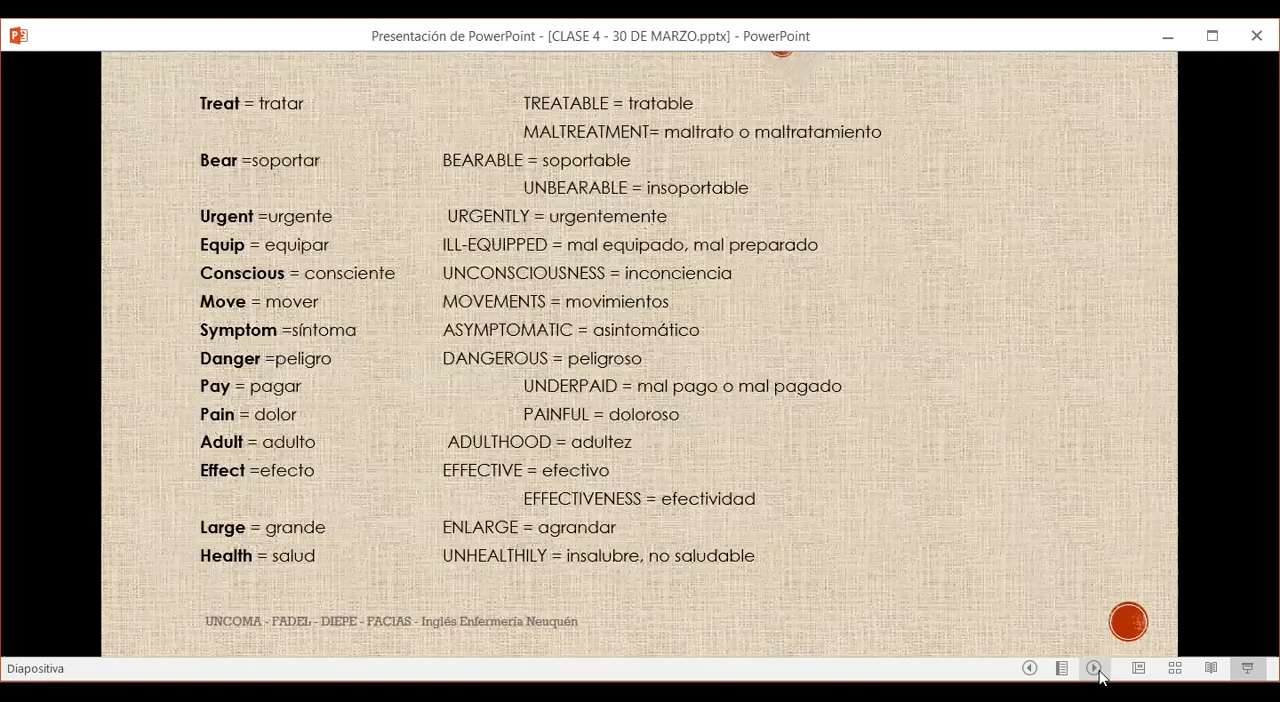 Presentación de PowerPoint - [CLASE 4 - 30 DE MARZO.pptx] - PowerPoint
Treat = tratar TREATABLE = tratable
MALTREATMENT= maltrato o maltratamiento
Bear =soportar BEARABLE = soportable
UNBEARABLE = insoportable
Urgent =urgente URGENTLY = urgentemente
Equip = equipar ILL-EQUIPPED = mal equipado, mal preparado
Conscious = consciente UNCONSCIOUSNESS = inconciencia
Move = mover MOVEMENTS = movimientos
Symptom =síntoma ASYMPTOMATIC = asintomático
Danger =peligro DANGEROUS = peligroso
Pay = pagar UNDERPAID = mal pago o mal pagado
Pain = dolor PAINFUL = doloroso
Adult = adulto ADULTHOOD = adultez
Effect =efecto EFFECTIVE = efectivo
EFFECTIVENESS = efectividad
Large = grande ENLARGE = agrandar
Health = salud UNHEALTHILY = insalubre, no saludable
UNCOMA - FADEL - DIEPE - FACIAS - Inglés Enfermería Neuquén
Diapositiva